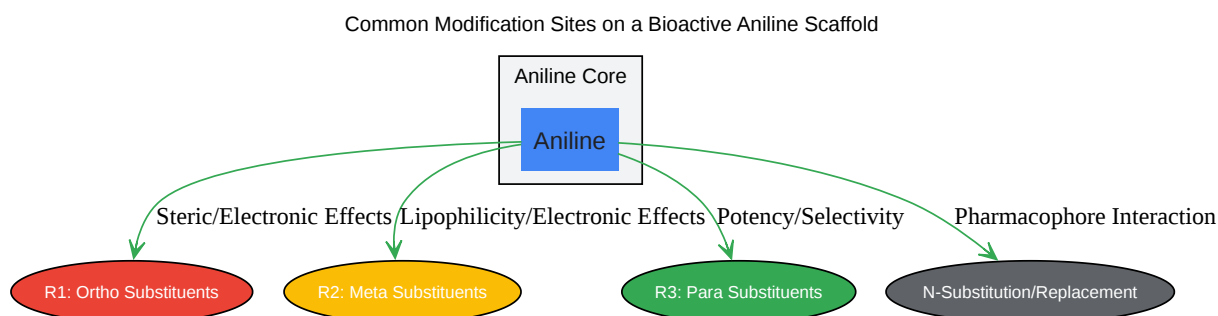 Common Modification Sites on a Bioactive Aniline Scaffold
Aniline Core
Aniline
Steric/Electronic Effects
Lipophilicity/Electronic Effects
Potency/Selectivity
Pharmacophore Interaction
R1: Ortho Substituents
R2: Meta Substituents
R3: Para Substituents
N-Substitution/Replacement